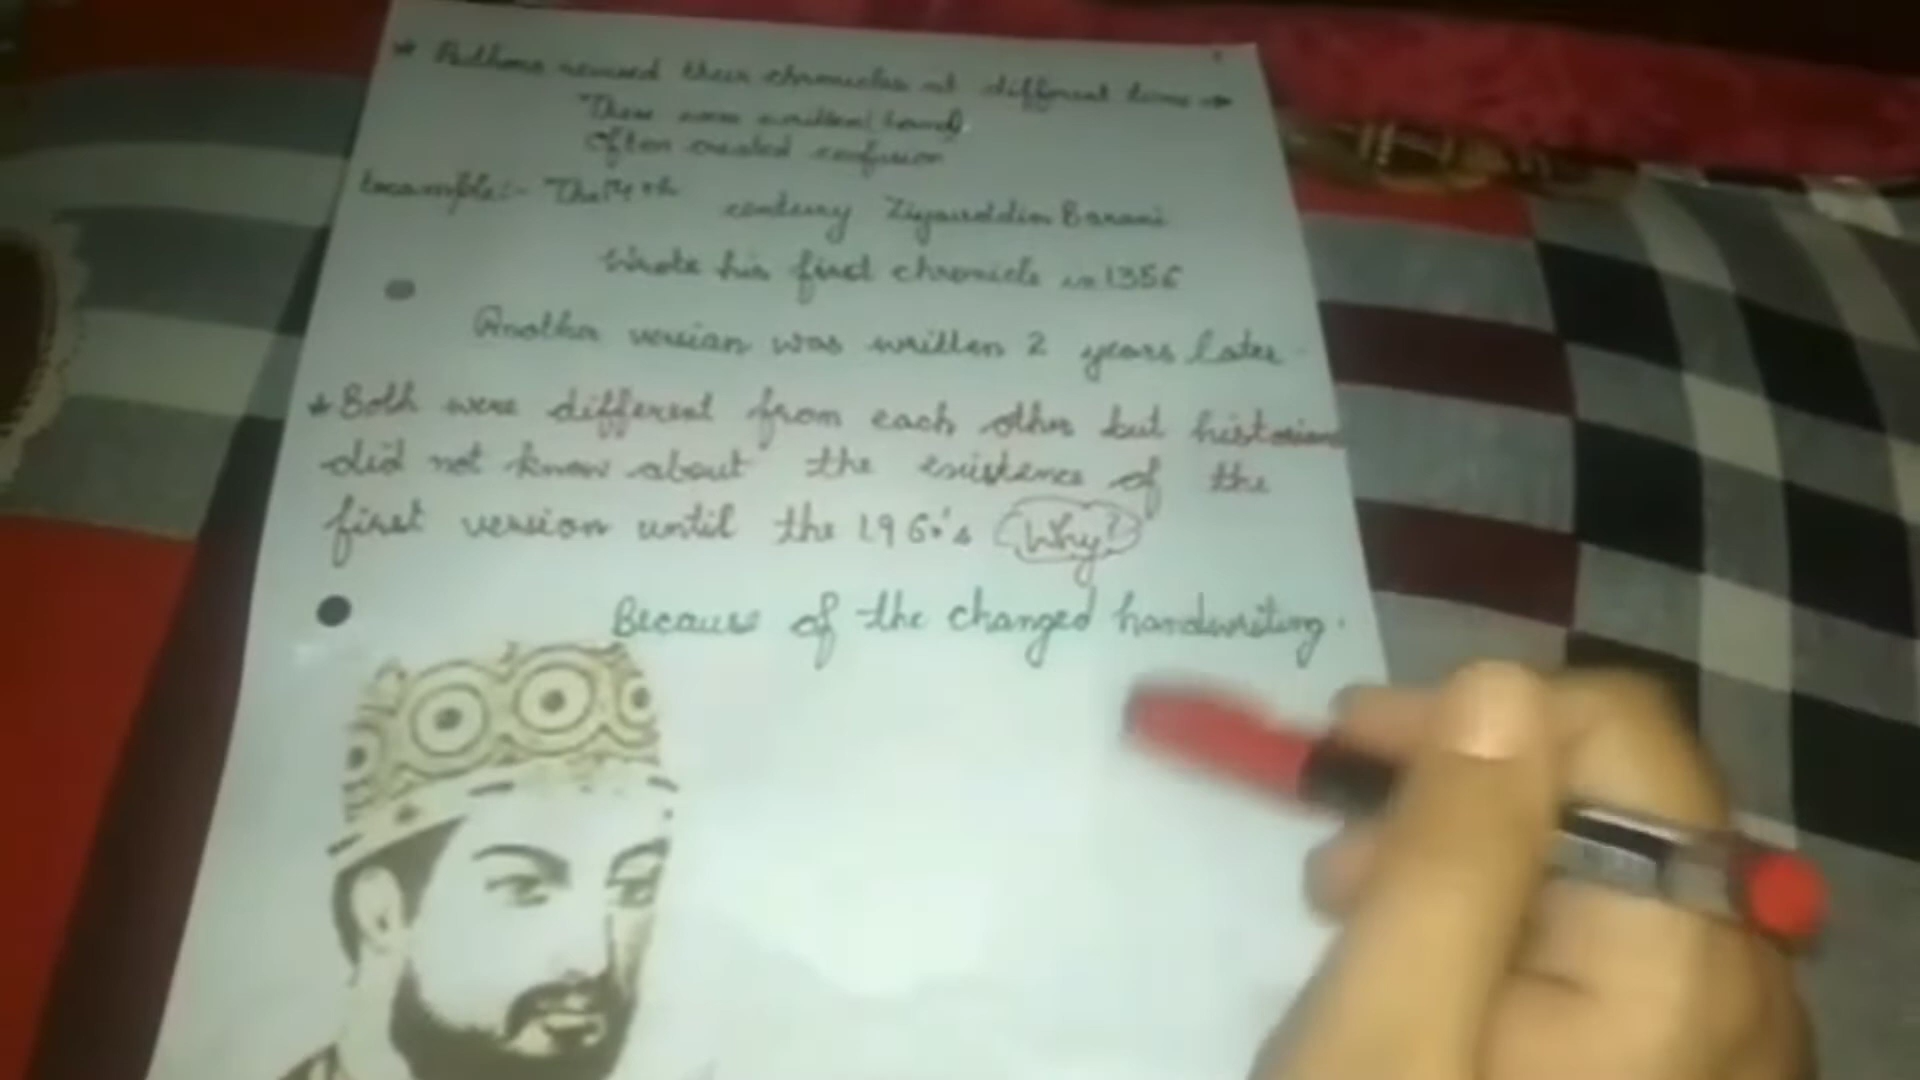 * Authors revised their chronicles at different time →
These were written hand
Often created confusion
Example:- The 14th century Ziyauddin Barani
Wrote his first chronicle in 1356
Another version was written 2 years later
* Both were different from each other but historians
did not know about the existence of the
first version until the 1960's Why?
Because of the changed handwriting.